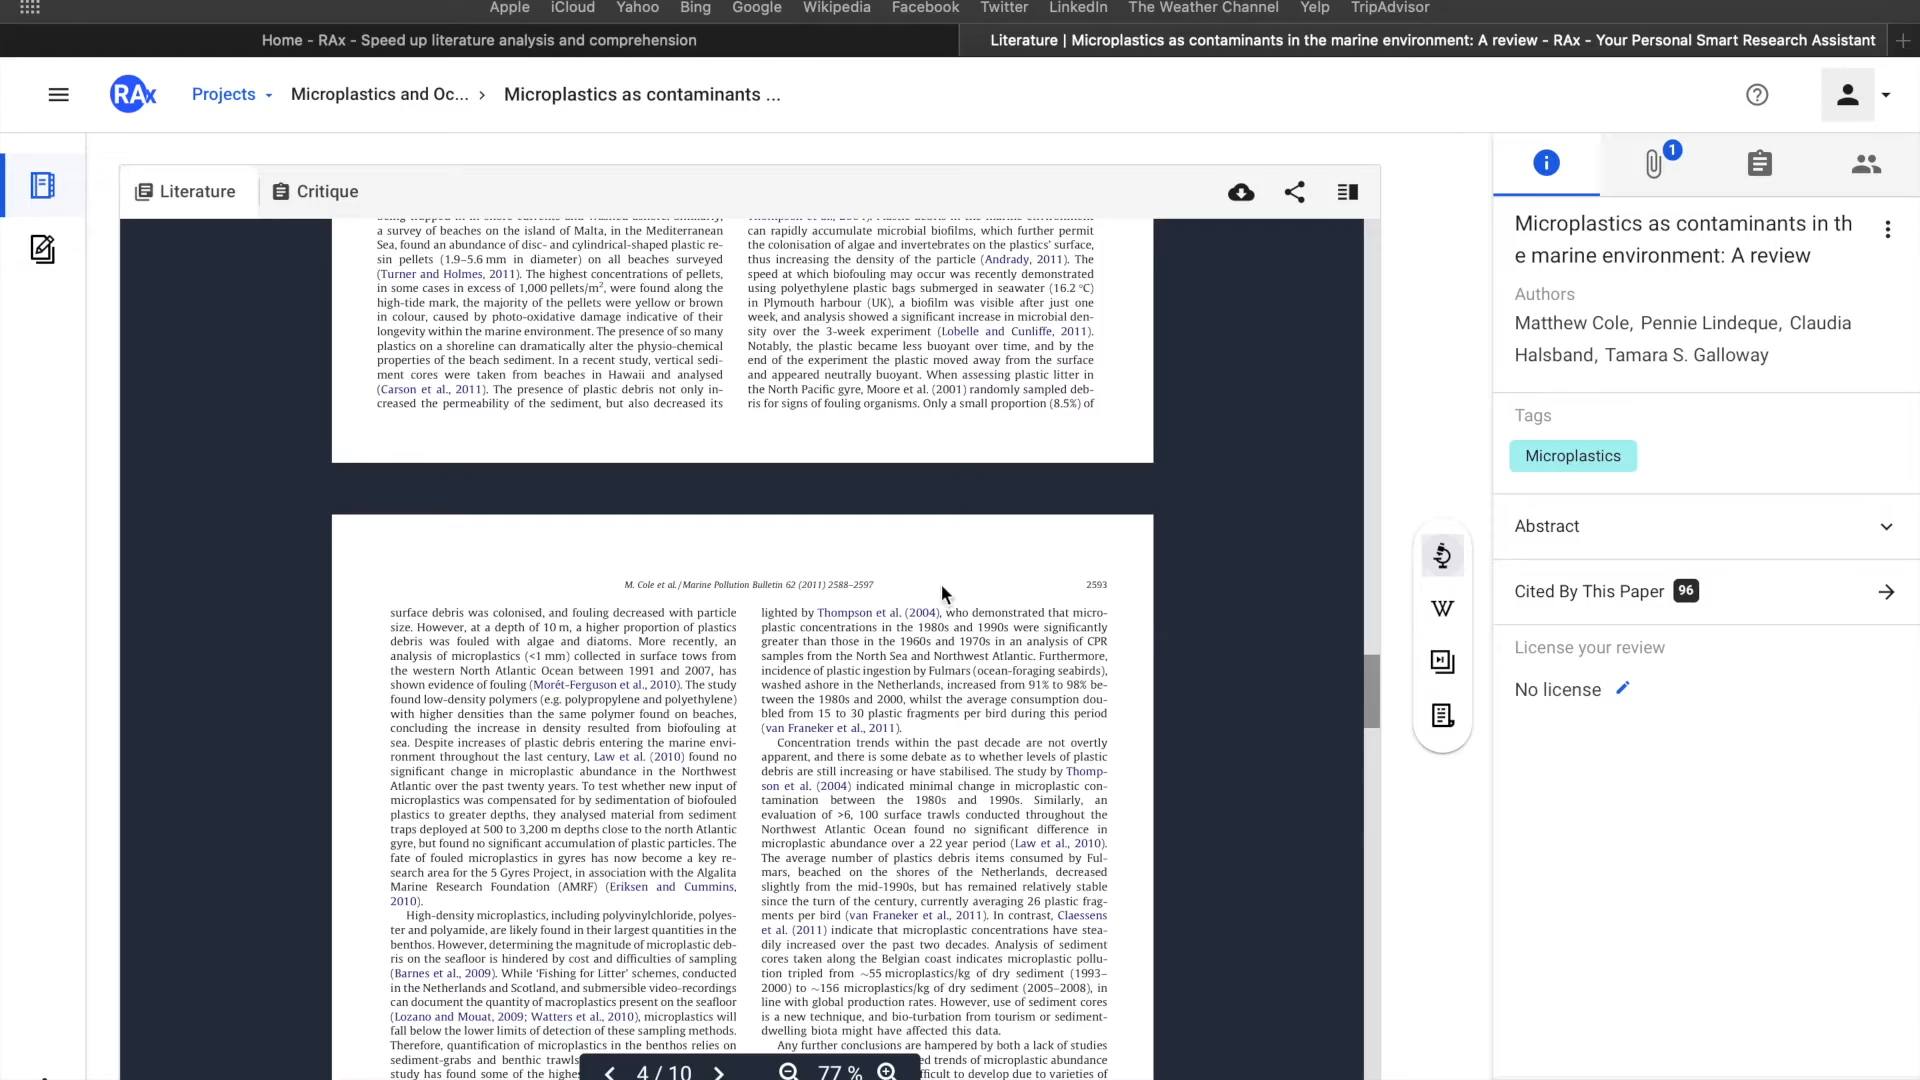 Apple iCloud Yahoo Bing Google Wikipedia Facebook Twitter LinkedIn The Weather Channel Yelp TripAdvisor
Home - RAx - Speed up literature analysis and comprehension
Literature | Microplastics as contaminants in the marine environment: A review - RAx - Your Personal Smart Research Assistant
RAx
Projects
Microplastics and Oc... ›
Microplastics as contaminants ...
Literature
Critique
a survey of beaches on the island of Malta, in the Mediterranean
Sea, found an abundance of disc- and cylindrical-shaped plastic re-
sin pellets (1.9–5.6 mm in diameter) on all beaches surveyed
(Turner and Holmes, 2011). The highest concentrations of pellets,
in some cases in excess of 1,000 pellets/m², were found along the
high-tide mark, the majority of the pellets were yellow or brown
in colour, caused by photo-oxidative damage indicative of their
longevity within the marine environment. The presence of so many
plastics on a shoreline can dramatically alter the physio-chemical
properties of the beach sediment. In a recent study, vertical sedi-
ment cores were taken from beaches in Hawaii and analysed
(Carson et al., 2011). The presence of plastic debris not only in-
creased the permeability of the sediment, but also decreased its
can rapidly accumulate microbial biofilms, which further permit
the colonisation of algae and invertebrates on the plastics' surface,
thus increasing the density of the particle (Andrady, 2011). The
speed at which biofouling may occur was recently demonstrated
using polyethylene plastic bags submerged in seawater (16.2 °C)
in Plymouth harbour (UK), a biofilm was visible after just one
week, and analysis showed a significant increase in microbial den-
sity over the 3-week experiment (Lobelle and Cunliffe, 2011).
Notably, the plastic became less buoyant over time, and by the
end of the experiment the plastic moved away from the surface
and appeared neutrally buoyant. When assessing plastic litter in
the North Pacific gyre, Moore et al. (2001) randomly sampled deb-
ris for signs of fouling organisms. Only a small proportion (8.5%) of
M. Cole et al. / Marine Pollution Bulletin 62 (2011) 2588–2597
2593
surface debris was colonised, and fouling decreased with particle
size. However, at a depth of 10 m, a higher proportion of plastics
debris was fouled with algae and diatoms. More recently, an
analysis of microplastics (<1 mm) collected in surface tows from
the western North Atlantic Ocean between 1991 and 2007, has
shown evidence of fouling (Morét-Ferguson et al., 2010). The study
found low-density polymers (e.g. polypropylene and polyethylene)
with higher densities than the same polymer found on beaches,
concluding the increase in density resulted from biofouling at
sea. Despite increases of plastic debris entering the marine envi-
ronment throughout the last century, Law et al. (2010) found no
significant change in microplastic abundance in the Northwest
Atlantic over the past twenty years. To test whether new input of
microplastics was compensated for by sedimentation of biofouled
plastics to greater depths, they analysed material from sediment
traps deployed at 500 to 3,200 m depths close to the north Atlantic
gyre, but found no significant accumulation of plastic particles. The
fate of fouled microplastics in gyres has now become a key re-
search area for the 5 Gyres Project, in association with the Algalita
Marine Research Foundation (AMRF) (Eriksen and Cummins,
2010).
High-density microplastics, including polyvinylchloride, polyes-
ter and polyamide, are likely found in their largest quantities in the
benthos. However, determining the magnitude of microplastic deb-
ris on the seafloor is hindered by cost and difficulties of sampling
(Barnes et al., 2009). While 'Fishing for Litter' schemes, conducted
in the Netherlands and Scotland, and submersible video-recordings
can document the quantity of macroplastics present on the seafloor
(Lozano and Mouat, 2009; Watters et al., 2010), microplastics will
fall below the lower limits of detection of these sampling methods.
Therefore, quantification of microplastics in the benthos relies on
sediment-grabs and benthic trawls
study has found some of the highes
lighted by Thompson et al. (2004), who demonstrated that micro-
plastic concentrations in the 1980s and 1990s were significantly
greater than those in the 1960s and 1970s in an analysis of CPR
samples from the North Sea and Northwest Atlantic. Furthermore,
incidence of plastic ingestion by Fulmars (ocean-foraging seabirds),
washed ashore in the Netherlands, increased from 91% to 98% be-
tween the 1980s and 2000, whilst the average consumption dou-
bled from 15 to 30 plastic fragments per bird during this period
(van Franeker et al., 2011).
Concentration trends within the past decade are not overtly
apparent, and there is some debate as to whether levels of plastic
debris are still increasing or have stabilised. The study by Thomp-
son et al. (2004) indicated minimal change in microplastic con-
tamination between the 1980s and 1990s. Similarly, an
evaluation of >6, 100 surface trawls conducted throughout the
Northwest Atlantic Ocean found no significant difference in
microplastic abundance over a 22 year period (Law et al., 2010).
The average number of plastics debris items consumed by Ful-
mars, beached on the shores of the Netherlands, decreased
slightly from the mid-1990s, but has remained relatively stable
since the turn of the century, currently averaging 26 plastic frag-
ments per bird (van Franeker et al., 2011). In contrast, Claessens
et al. (2011) indicate that microplastic concentrations have stea-
dily increased over the past two decades. Analysis of sediment
cores taken along the Belgian coast indicates microplastic pollu-
tion tripled from ~55 microplastics/kg of dry sediment (1993–
2000) to ~156 microplastics/kg of dry sediment (2005–2008), in
line with global production rates. However, use of sediment cores
is a new technique, and bio-turbation from tourism or sediment-
dwelling biota might have affected this data.
Any further conclusions are hampered by both a lack of studies
ed trends of microplastic abundance
fficult to develop due to varieties of
4 / 10
77 %
W
1
Microplastics as contaminants in th
e marine environment: A review
Authors
Matthew Cole, Pennie Lindeque, Claudia
Halsband, Tamara S. Galloway
Tags
Microplastics
Abstract
Cited By This Paper 96
License your review
No license